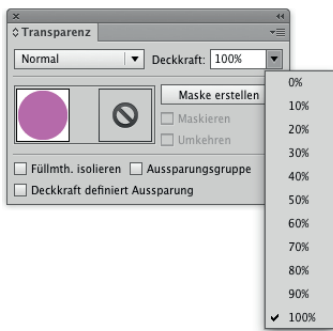 Transparenz
Normal Deckkraft: 100%
Maske erstellen
Maskieren
Umkehren
Füllmth. isolieren Aussparungsgruppe
Deckkraft definiert Aussparung
0%
10%
20%
30%
40%
50%
60%
70%
80%
90%
100%